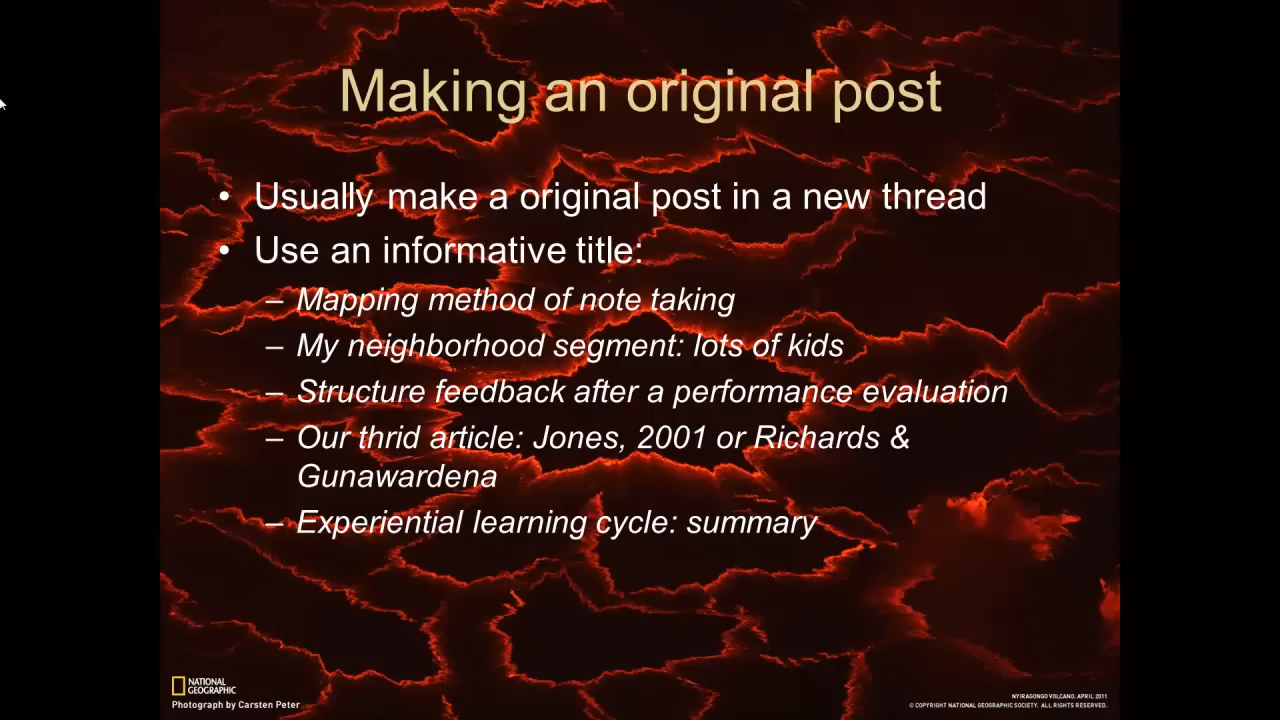 Making an original post
• Usually make a original post in a new thread
• Use an informative title:
– Mapping method of note taking
– My neighborhood segment: lots of kids
– Structure feedback after a performance evaluation
– Our thrid article: Jones, 2001 or Richards &
Gunawardena
– Experiential learning cycle: summary
NATIONAL
GEOGRAPHIC
Photograph by Carsten Peter
NYIRAGONGO VOLCANO, APRIL 2011
© COPYRIGHT NATIONAL GEOGRAPHIC SOCIETY. ALL RIGHTS RESERVED.